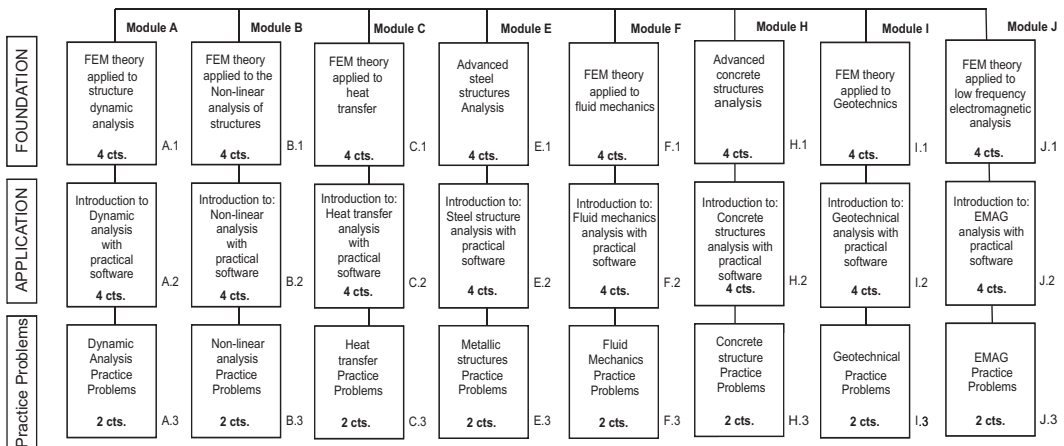 Module A
Module B
Module C
Module E
Module F
Module H
Module I
Module J
FOUNDATION
FEM theory
applied to
structure
dynamic
analysis
4 cts.
A.1
FEM theory
applied to the
Non-linear
analysis of
structures
4 cts.
B.1
FEM theory
applied to
heat
transfer
4 cts.
C.1
Advanced
steel
structures
Analysis
4 cts.
E.1
FEM theory
applied to
fluid mechanics
4 cts.
F.1
Advanced
concrete
structures
analysis
4 cts.
H.1
FEM theory
applied to
Geotechnics
4 cts.
I.1
FEM theory
applied to
low frequency
electromagnetic
analysis
4 cts.
J.1
APPLICATION
Introduction to
Dynamic
analysis
with
practical
software
4 cts.
A.2
Introduction to:
Non-linear
analysis
with
practical
software
4 cts.
B.2
Introduction to:
Heat transfer
analysis
with
practical
software
4 cts.
C.2
Introduction to:
Steel structure
analysis with
practical
software
4 cts.
E.2
Introduction to:
Fluid mechanics
analysis with
practical
software
4 cts.
F.2
Introduction to:
Concrete
structures
analysis with
practical
software
4 cts.
H.2
Introduction to:
Geotechnical
analysis with
practical
software
4 cts.
I.2
Introduction to:
EMAG
analysis with
practical
software
4 cts.
J.2
Practice Problems
Dynamic
Analysis
Practice
Problems
2 cts.
A.3
Non-linear
analysis
Practice
Problems
2 cts.
B.3
Heat
transfer
Practice
Problems
2 cts.
C.3
Metallic
structures
Practice
Problems
2 cts.
E.3
Fluid
Mechanics
Practice
Problems
2 cts.
F.3
Concrete
structure
Practice
Problems
2 cts.
H.3
Geotechnical
Practice
Problems
2 cts.
I.3
EMAG
Practice
Problems
2 cts.
J.3